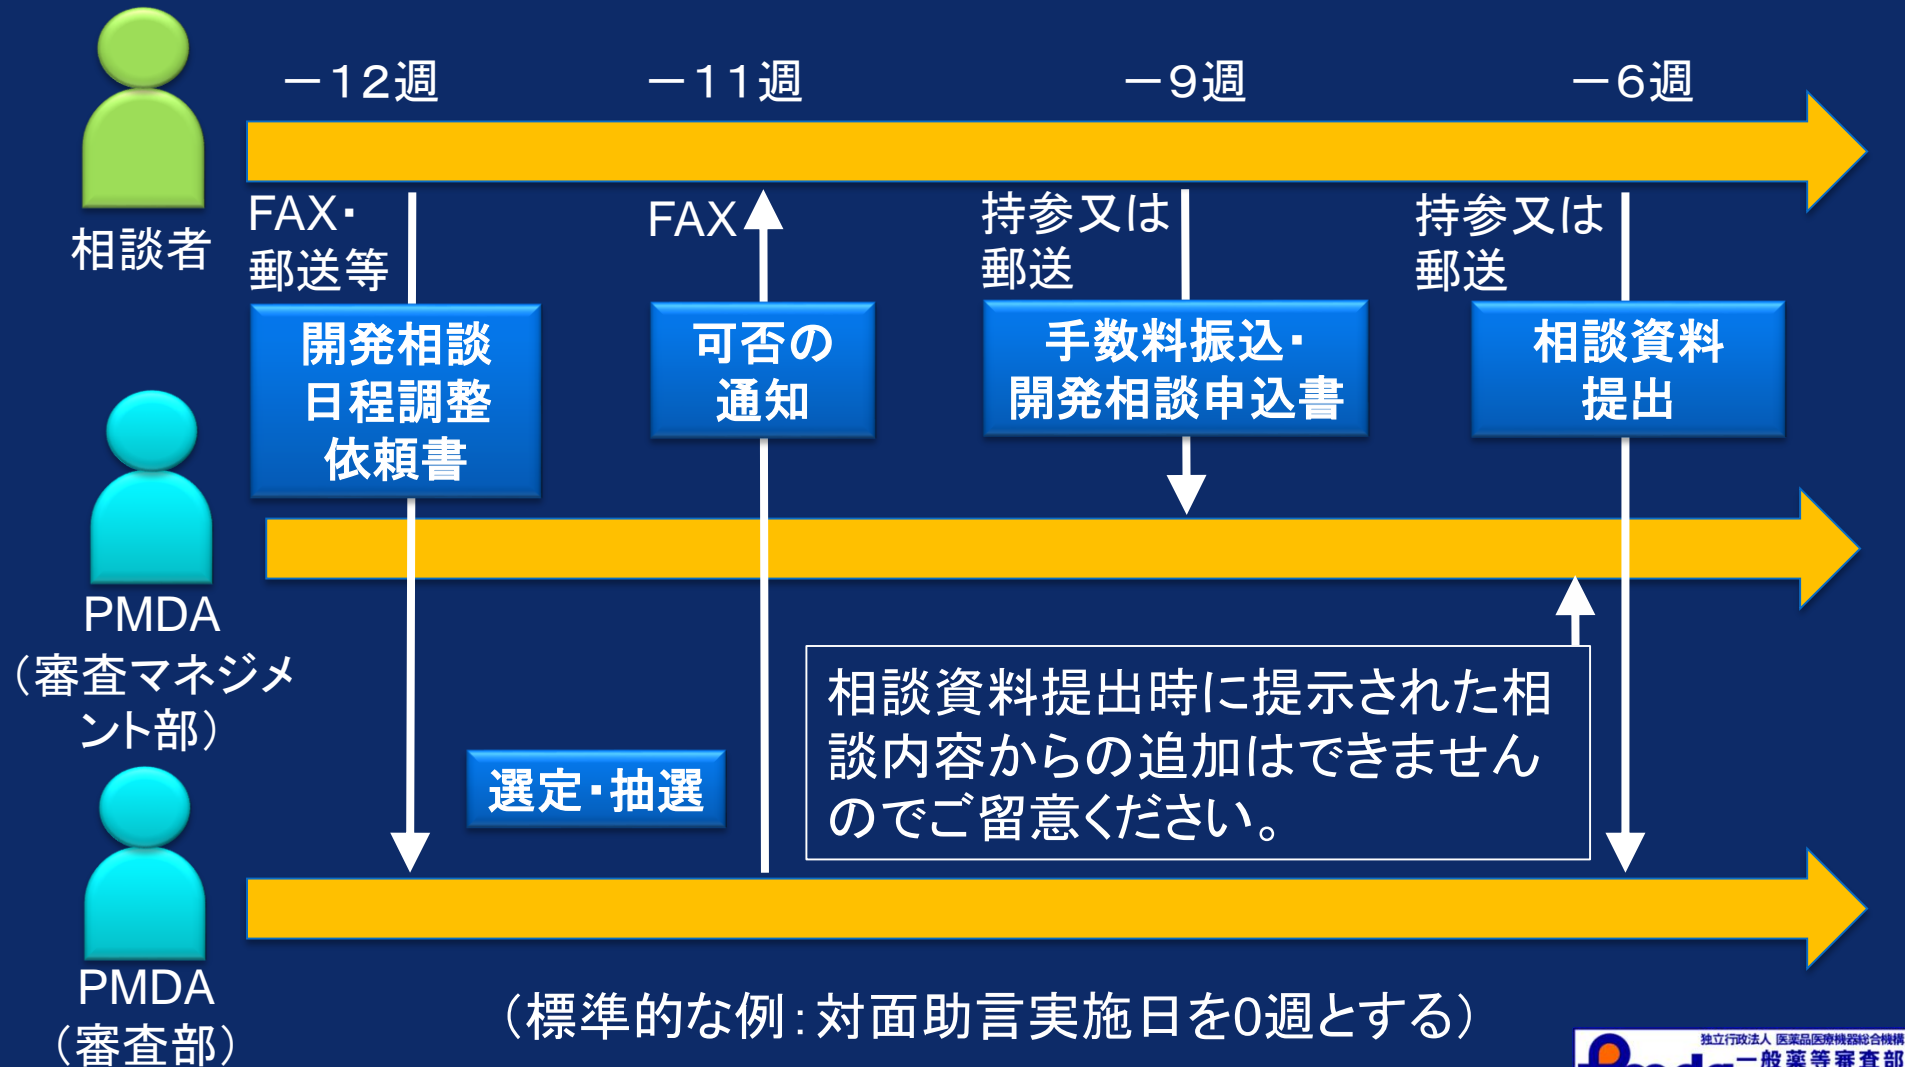 －12週
－11週
－9週
－6週
相談者
FAX・
郵送等
FAX
持参又は
郵送
持参又は
郵送
開発相談
日程調整
依頼書
可否の
通知
手数料振込・
開発相談申込書
相談資料
提出
PMDA
（審査マネジメ
ント部）
選定・抽選
相談資料提出時に提示された相
談内容からの追加はできません
のでご留意ください。
PMDA
（審査部）
（標準的な例：対面助言実施日を0週とする）
独立行政法人 医薬品医療機器総合機構
Pmda 一般薬等審査部